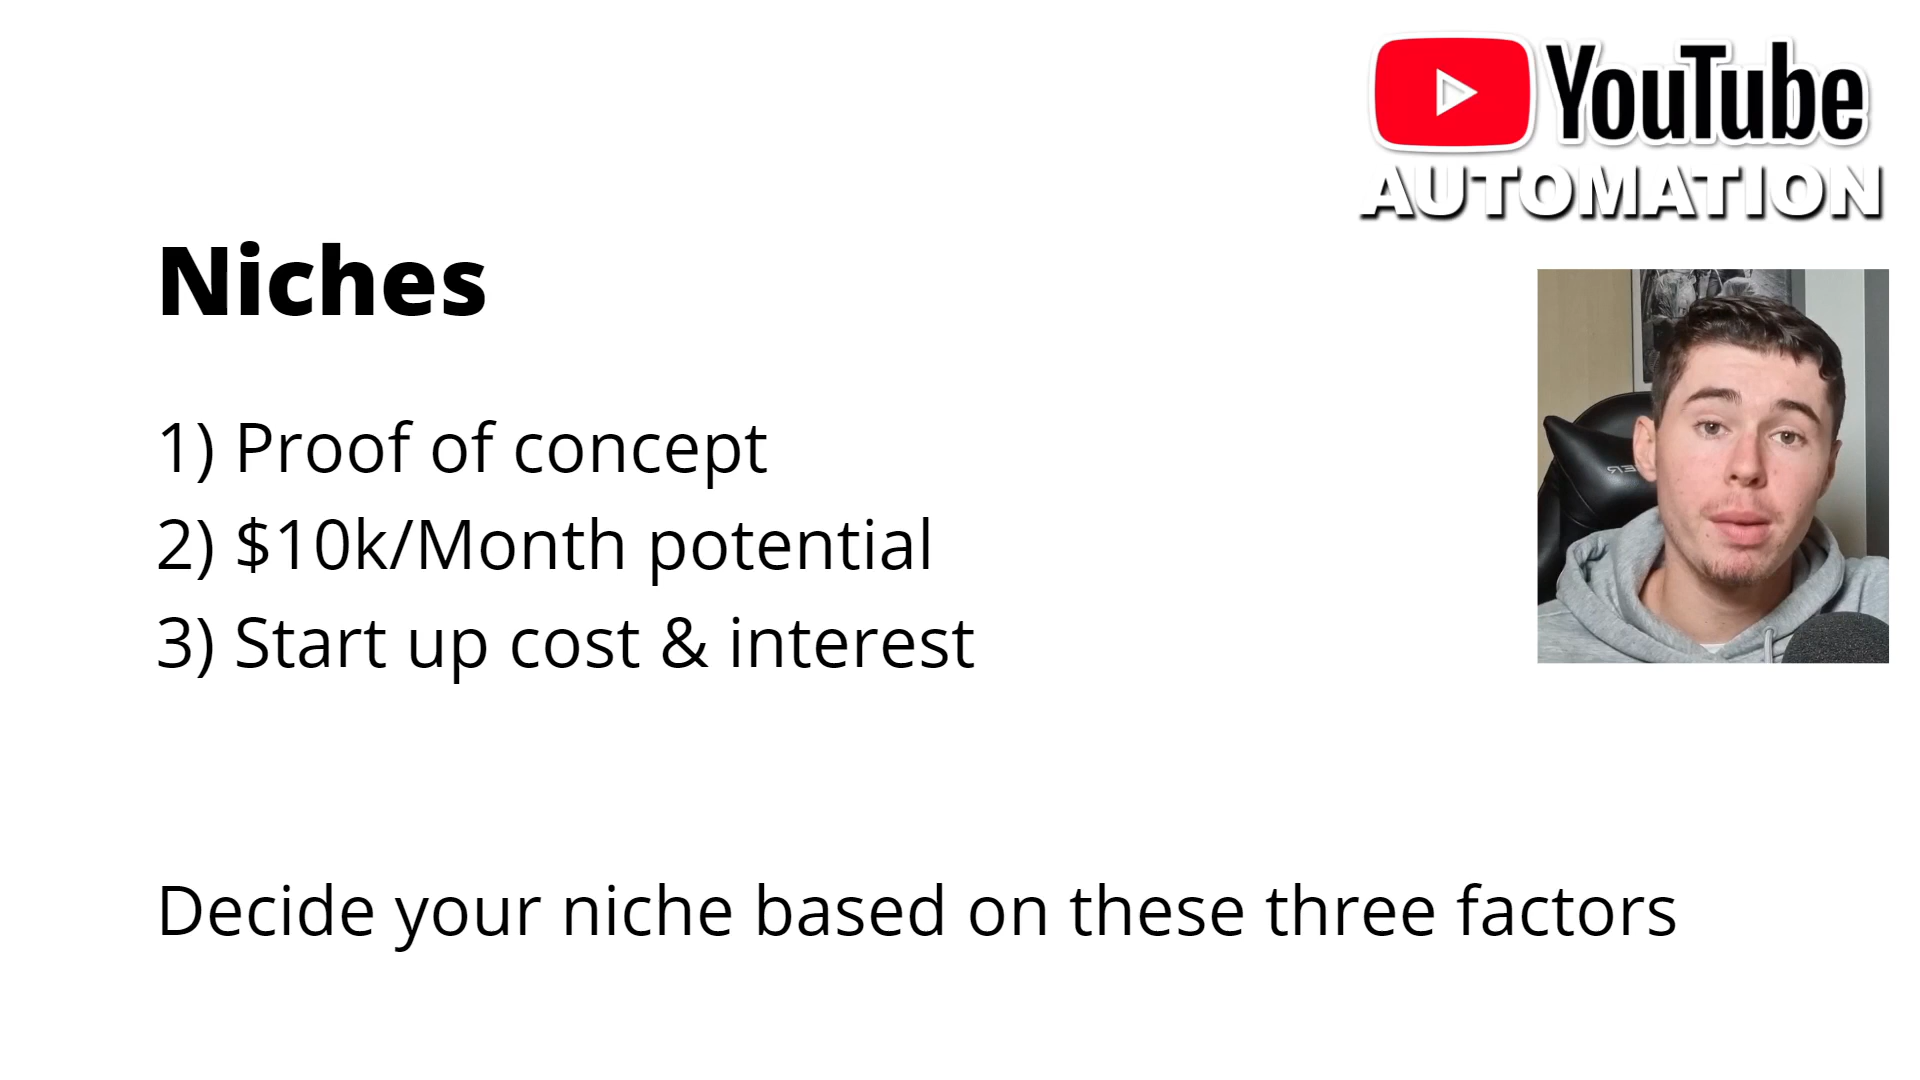 YouTube
AUTOMATION
Niches
1) Proof of concept
2) $10k/Month potential
3) Start up cost & interest
Decide your niche based on these three factors